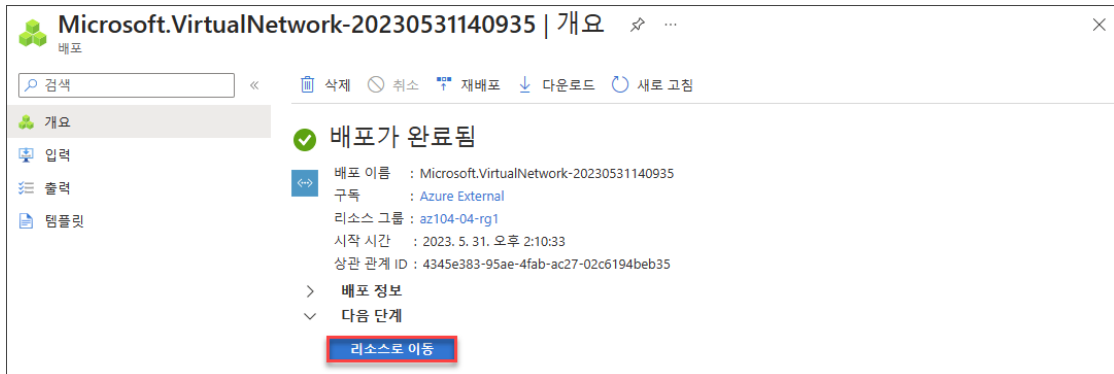 Microsoft.VirtualNetwork-20230531140935 | 개요
배포
검색
삭제 취소 재배포 다운로드 새로 고침
개요
입력
출력
템플릿
배포가 완료됨
배포 이름 : Microsoft.VirtualNetwork-20230531140935
구독 : Azure External
리소스 그룹 : az104-04-rg1
시작 시간 : 2023. 5. 31. 오후 2:10:33
상관 관계 ID : 4345e383-95ae-4fab-ac27-02c6194beb35
배포 정보
다음 단계
리소스로 이동